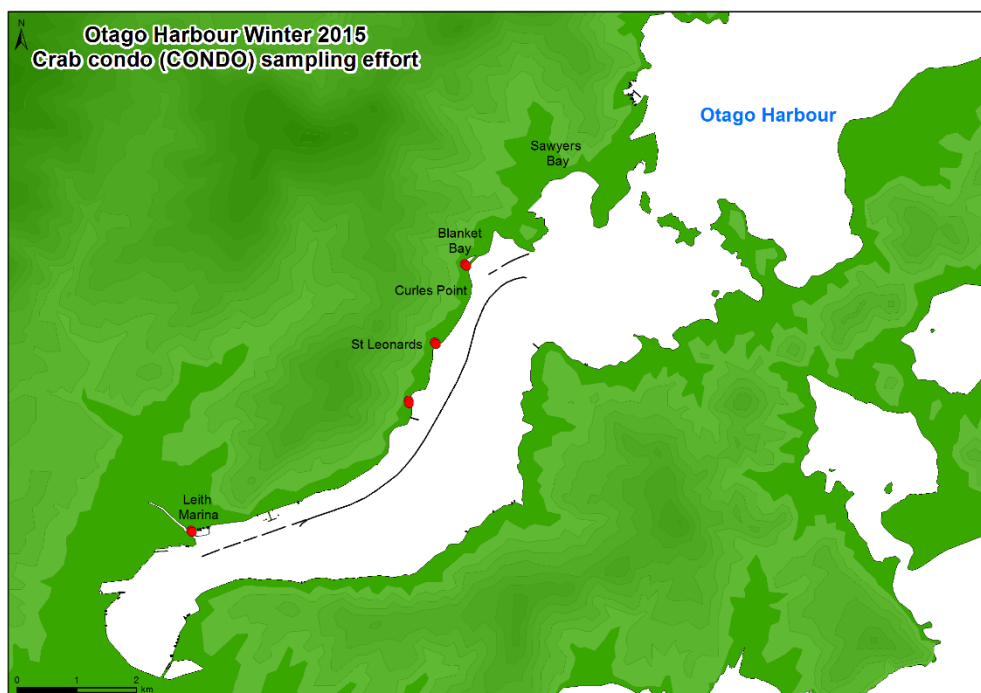 N
Otago Harbour Winter 2015
Crab condo (CONDO) sampling effort
Otago Harbour
Sawyers
Bay
Blanket
Bay
Curles Point
St Leonards
Leith
Marina
0 1 2
km